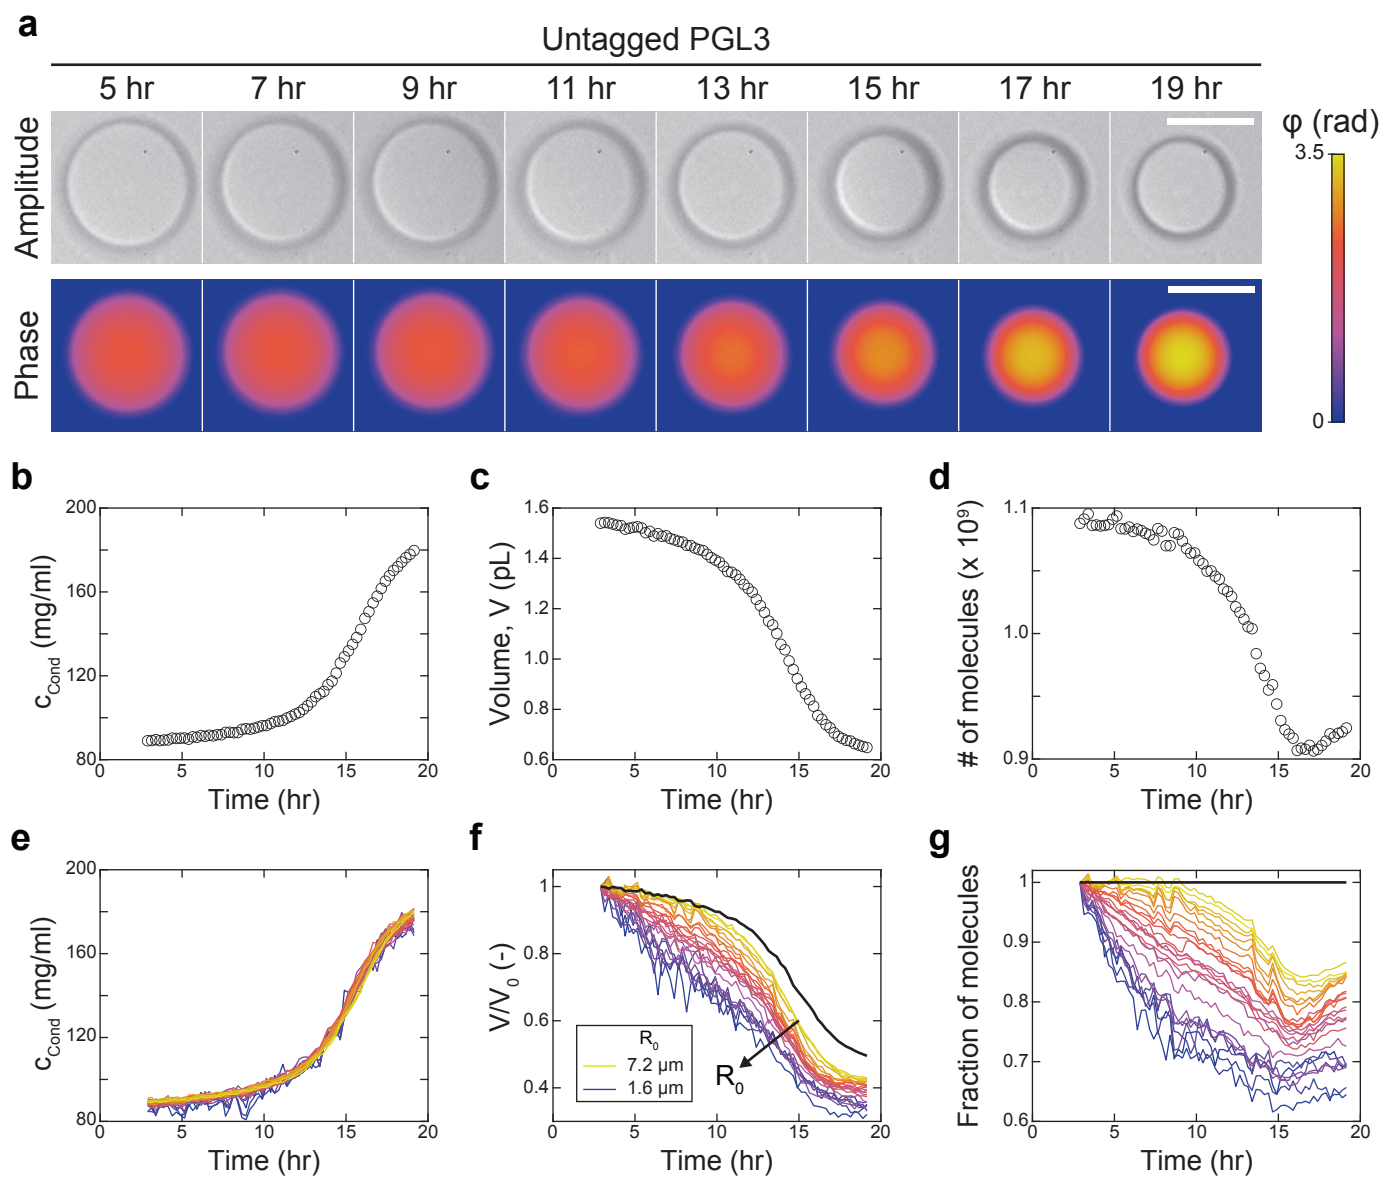 a
Untagged PGL3
5 hr 7 hr 9 hr 11 hr 13 hr 15 hr 17 hr 19 hr
Amplitude
Phase
φ (rad)
3.5
0
b
200
160
120
80
c_Cond (mg/ml)
0 5 10 15 20
Time (hr)
c
1.6
1.4
1.2
1.0
0.8
0.6
Volume, V (pL)
0 5 10 15 20
Time (hr)
d
1.1
1.0
0.9
# of molecules (x 10⁹)
0 5 10 15 20
Time (hr)
e
200
160
120
80
c_Cond (mg/ml)
0 5 10 15 20
Time (hr)
f
1
0.8
0.6
0.4
V/V₀ (-)
R₀
7.2 µm
1.6 µm
R₀
0 5 10 15 20
Time (hr)
g
1
0.9
0.8
0.7
0.6
Fraction of molecules
0 5 10 15 20
Time (hr)